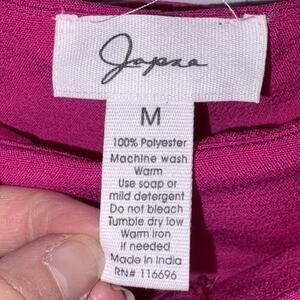 Japna
M
100% Polyester
Machine wash
Warm
Use soap or
mild detergent
Do not bleach
Tumble dry low
Warm Iron
if needed
Made in India
RN# 116696